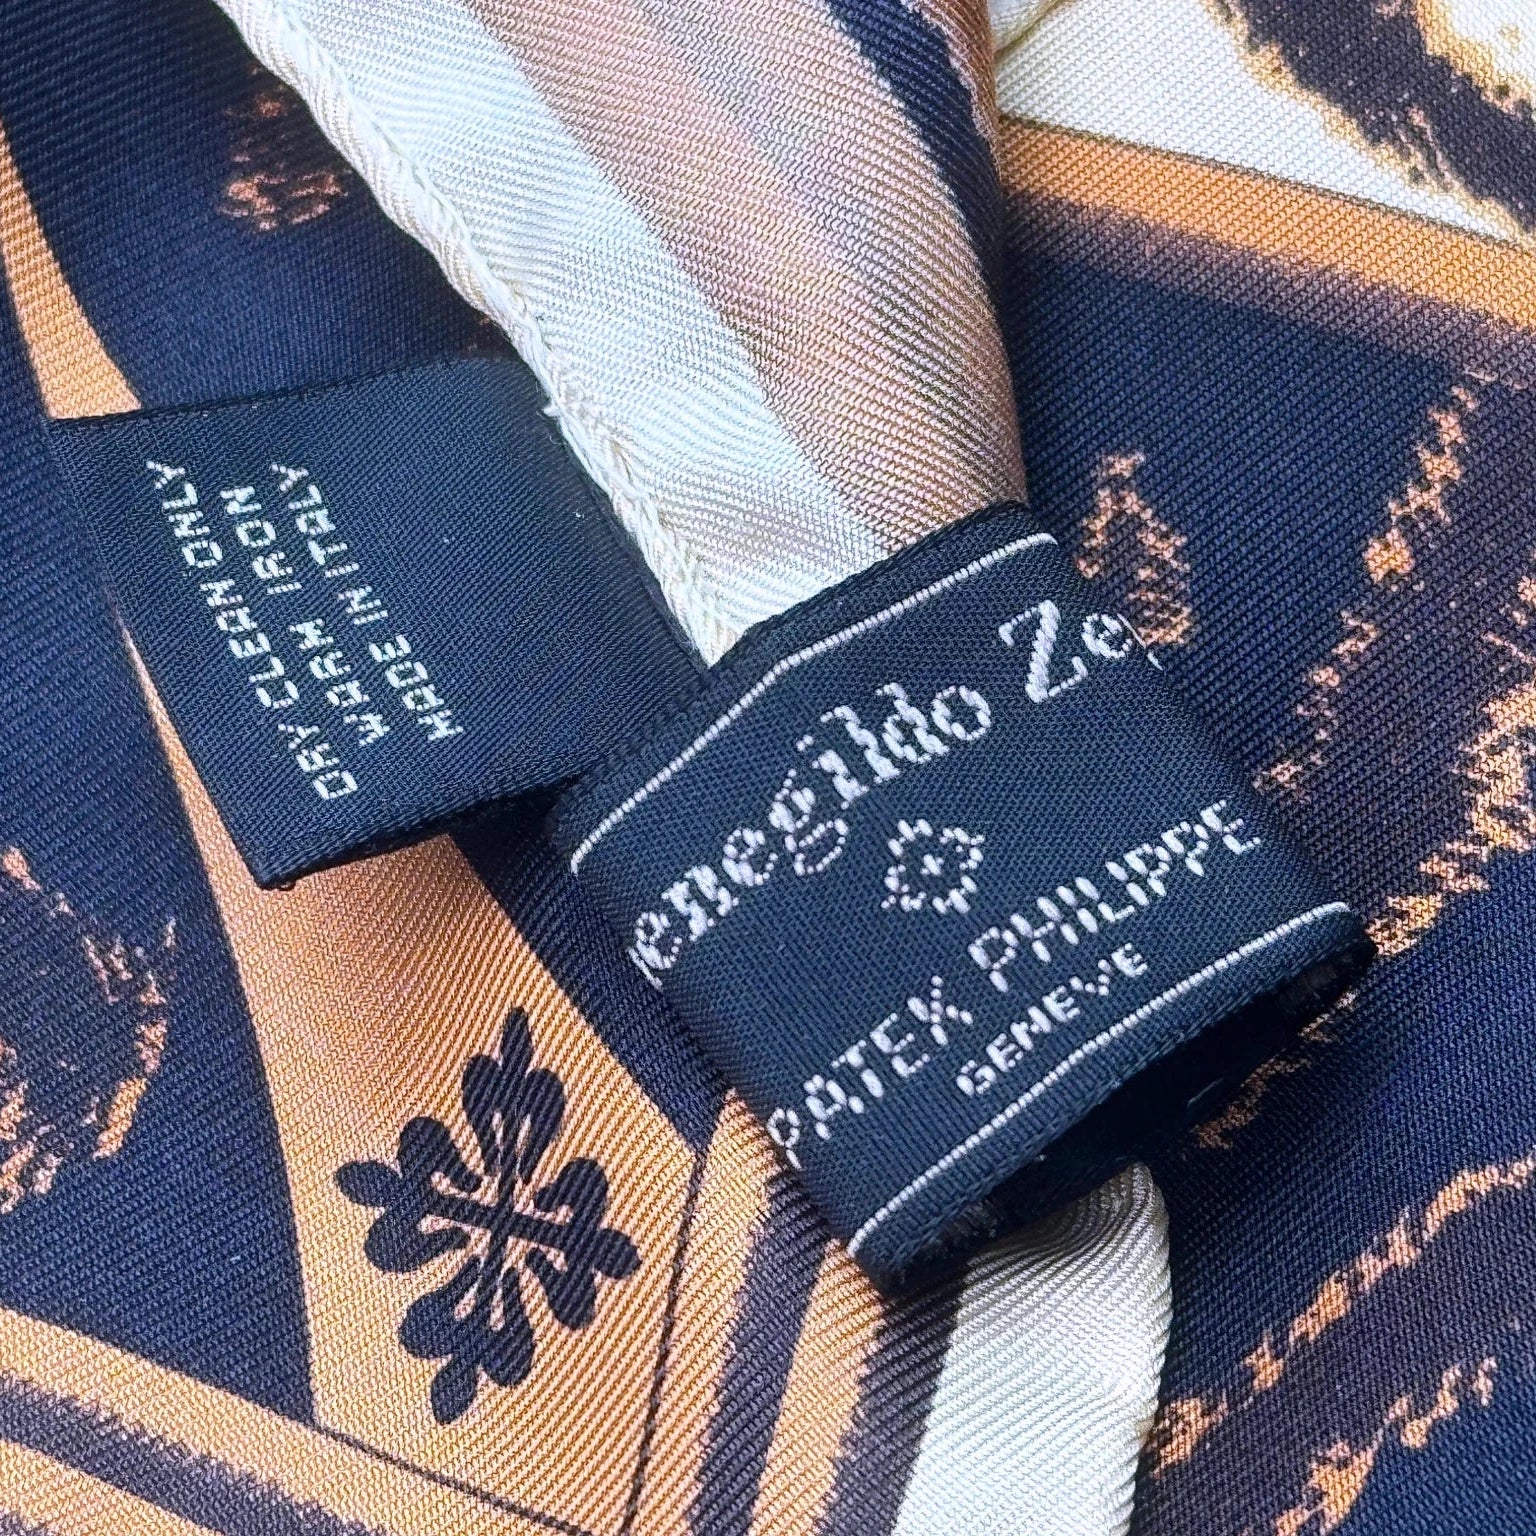 MADE IN ITALY
WARM IRON
DRY CLEAN ONLY
enegildo Ze
PATEK PHILIPPE
GENEVE